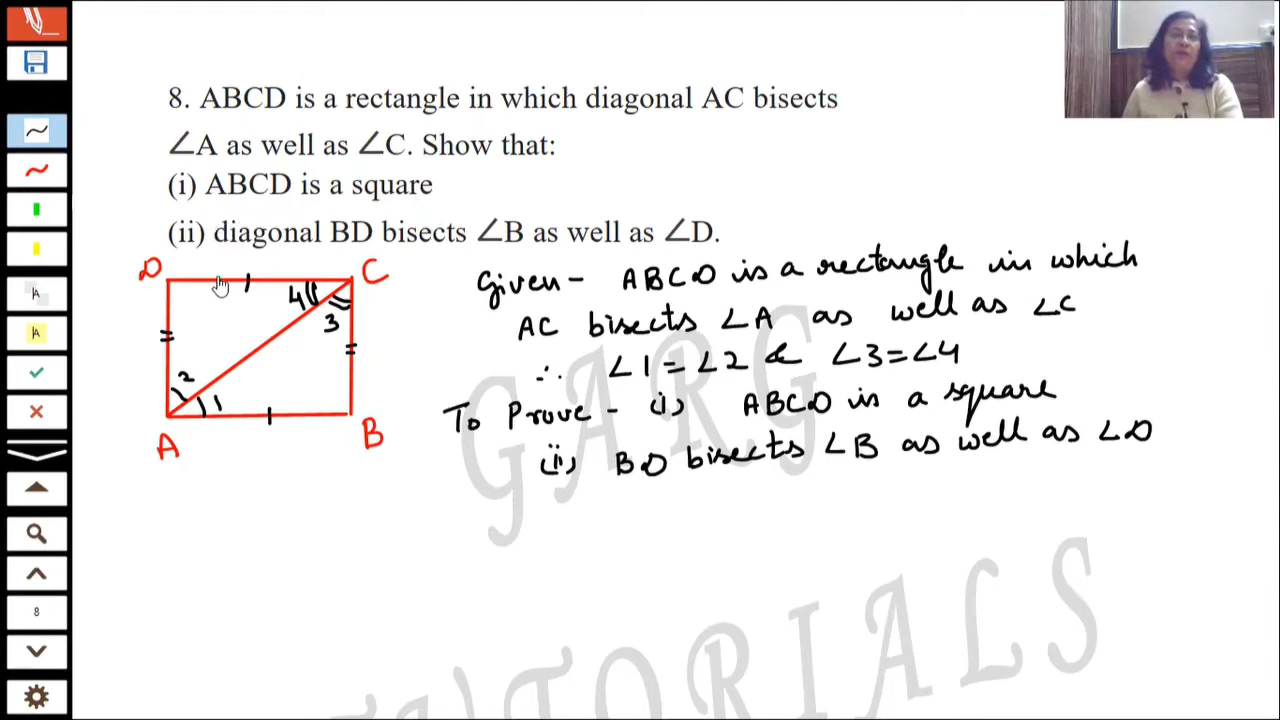 8. ABCD is a rectangle in which diagonal AC bisects
∠A as well as ∠C. Show that:
(i) ABCD is a square
(ii) diagonal BD bisects ∠B as well as ∠D.
D C
4 3
2 1
A B
Given - ABCD is a rectangle in which
AC bisects ∠A as well as ∠C
∴ ∠1 = ∠2 & ∠3 = ∠4
To Prove - (i) ABCD is a square
(ii) BD bisects ∠B as well as ∠D
GARG
TUTORIALS
A
A
8